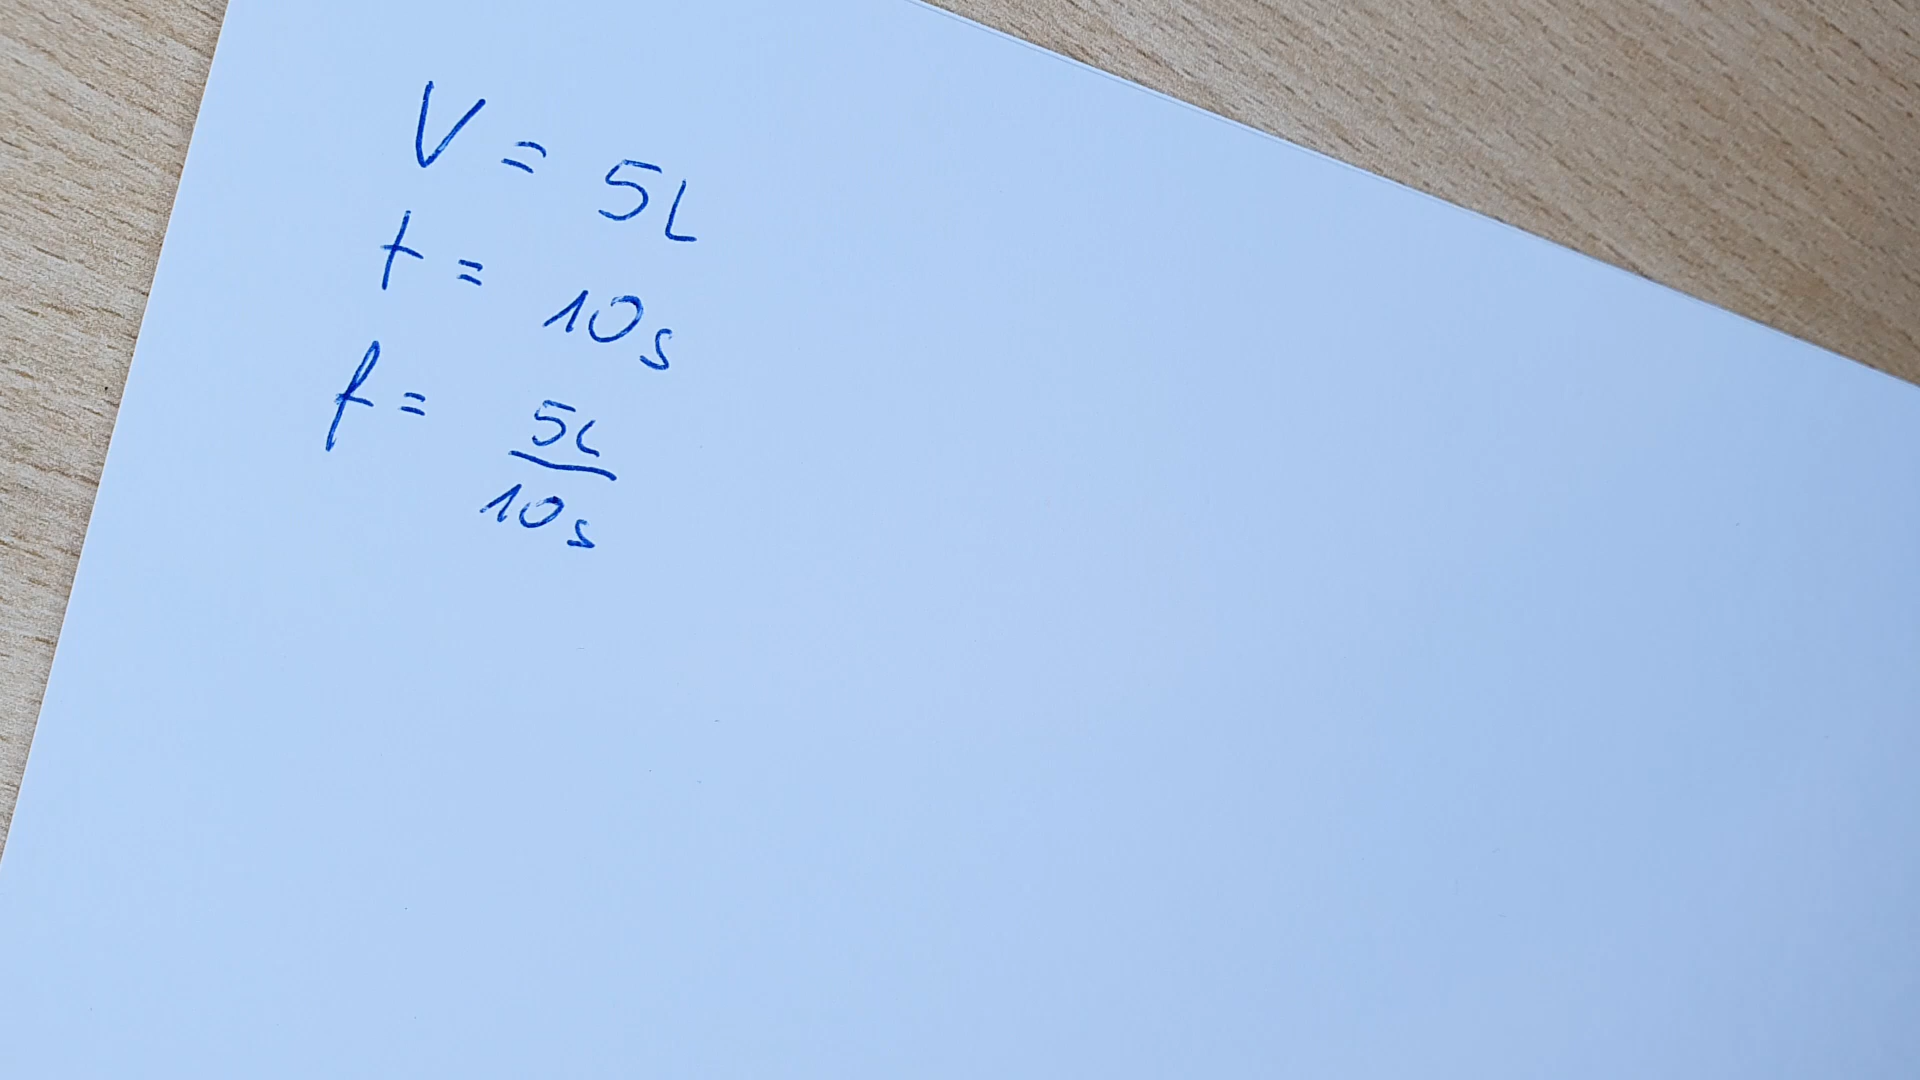 V = 5L
t = 10s
f = 5L
10s